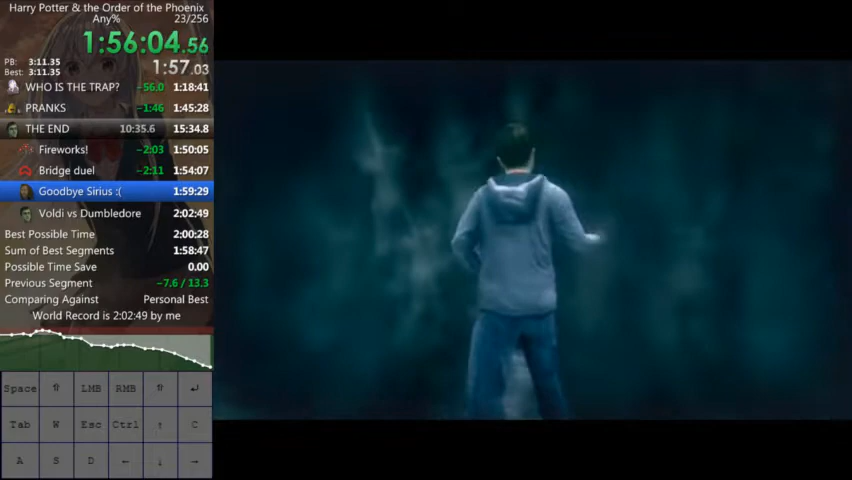 Harry Potter & the Order of the Phoenix
Any% 23/256
1:56:04.56
PB: 3:11.35
Best: 3:11.35
1:57.03
WHO IS THE TRAP? -56.0 1:18:41
PRANKS -1:46 1:45:28
THE END 10:35.6 15:34.8
Fireworks! -2:03 1:50:05
Bridge duel -2:11 1:54:07
Goodbye Sirius :( 1:59:29
Voldi vs Dumbledore 2:02:49
Best Possible Time 2:00:28
Sum of Best Segments 1:58:47
Possible Time Save 0.00
Previous Segment -7.6 / 13.3
Comparing Against Personal Best
World Record is 2:02:49 by me
Space ⇧ LMB RMB ⇧ ↵
Tab W Esc Ctrl ↑ C
A S D ← ↓ →